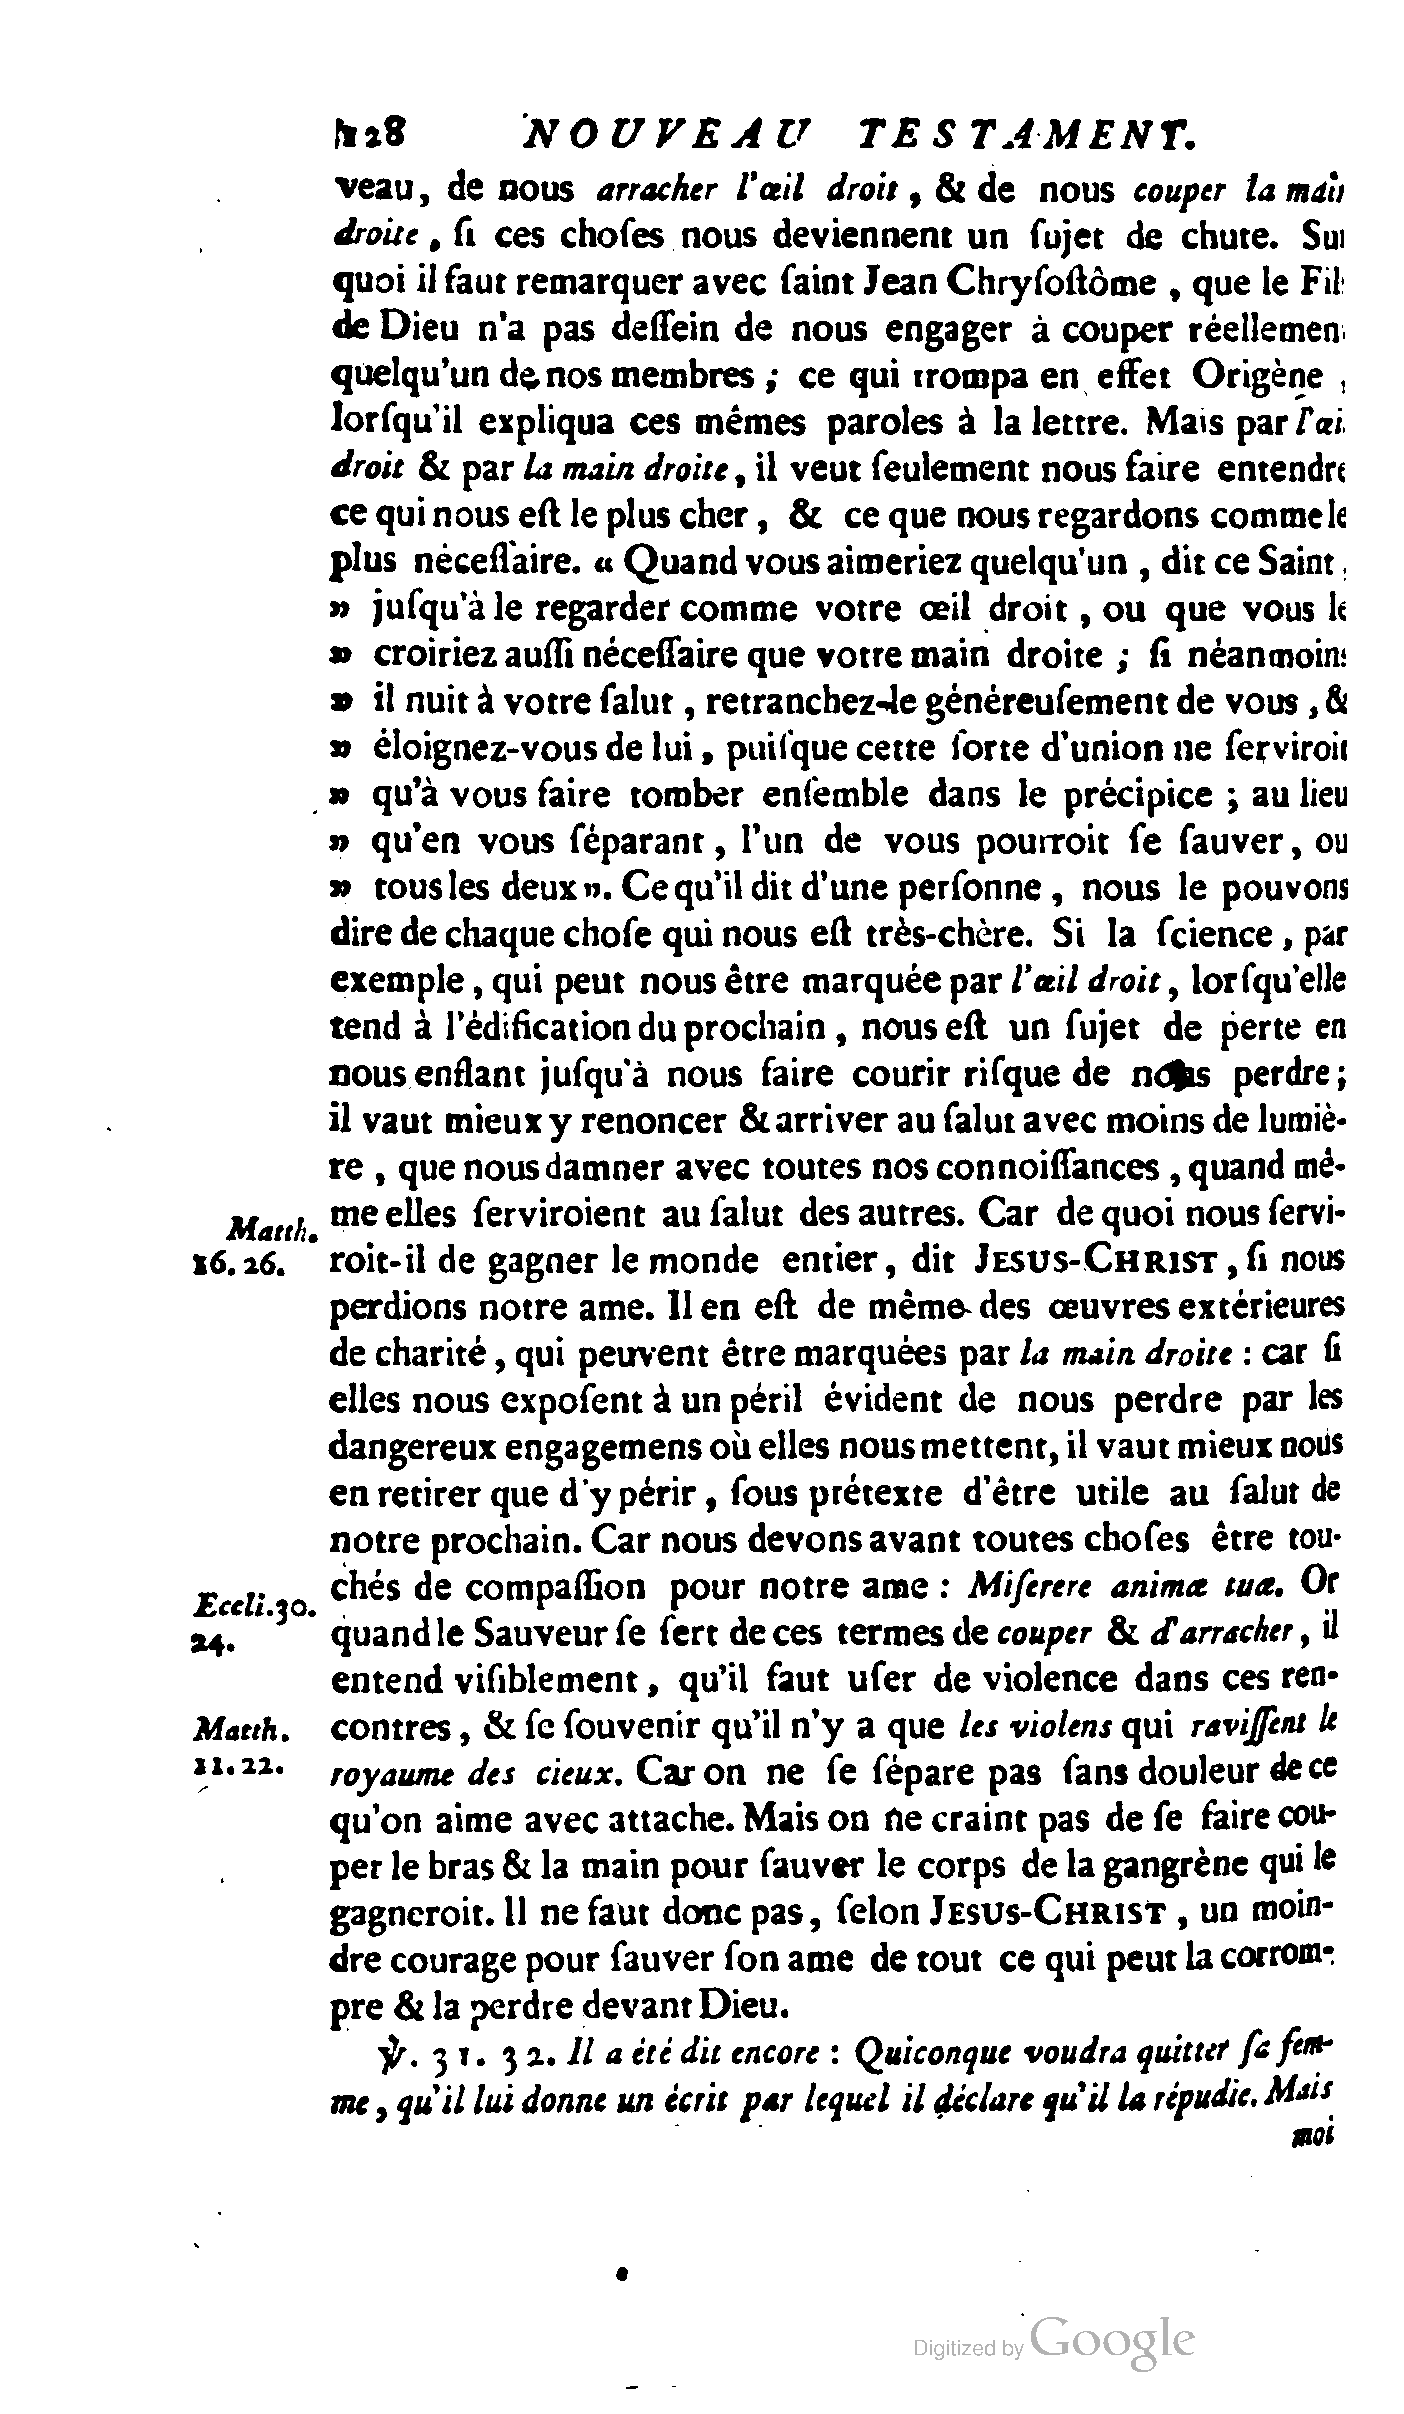 128 NOUVEAU TESTAMENT.
veau, de nous arracher l'œil droit, & de nous couper la main
droite, ſi ces choſes nous deviennent un ſujet de chute. Sur
quoi il faut remarquer avec ſaint Jean Chryſoſtôme, que le Fils
de Dieu n'a pas deſſein de nous engager à couper réellement
quelqu'un de nos membres; ce qui trompa en effet Origène,
lorſqu'il expliqua ces mêmes paroles à la lettre. Mais par l'œil
droit & par la main droite, il veut ſeulement nous faire entendre
ce qui nous eſt le plus cher, & ce que nous regardons comme le
plus néceſſaire. « Quand vous aimeriez quelqu'un, dit ce Saint,
» juſqu'à le regarder comme votre œil droit, ou que vous le
» croiriez auſſi néceſſaire que votre main droite; ſi néanmoins
» il nuit à votre ſalut, retranchez-le généreuſement de vous, &
» éloignez-vous de lui, puiſque cette ſorte d'union ne ſerviroit
» qu'à vous faire tomber enſemble dans le précipice; au lieu
» qu'en vous ſéparant, l'un de vous pourroit ſe ſauver, ou
» tous les deux ». Ce qu'il dit d'une perſonne, nous le pouvons
dire de chaque choſe qui nous eſt très-chère. Si la ſcience, par
exemple, qui peut nous être marquée par l'œil droit, lorſqu'elle
tend à l'édification du prochain, nous eſt un ſujet de perte en
nous enflant juſqu'à nous faire courir riſque de nous perdre;
il vaut mieux y renoncer & arriver au ſalut avec moins de lumiè-
re, que nous damner avec toutes nos connoiſſances, quand mê-
me elles ſerviroient au ſalut des autres. Car de quoi nous ſervi-
Matth.
16. 26. roit-il de gagner le monde entier, dit JESUS-CHRIST, ſi nous
perdions notre ame. Il en eſt de même des œuvres extérieures
de charité, qui peuvent être marquées par la main droite: car ſi
elles nous expoſent à un péril évident de nous perdre par les
dangereux engagemens où elles nous mettent, il vaut mieux nous
en retirer que d'y périr, ſous prétexte d'être utile au ſalut de
notre prochain. Car nous devons avant toutes choſes être tou-
chés de compaſſion pour notre ame: Miſerere animæ tuæ. Or
Eccli. 30.
24. quand le Sauveur ſe ſert de ces termes de couper & d'arracher, il
entend viſiblement, qu'il faut uſer de violence dans ces ren-
Matth. contres, & ſe ſouvenir qu'il n'y a que les violens qui raviſſent le
11. 22. royaume des cieux. Car on ne ſe ſépare pas ſans douleur de ce
qu'on aime avec attache. Mais on ne craint pas de ſe faire cou-
per le bras & la main pour ſauver le corps de la gangrène qui le
gagneroit. Il ne faut donc pas, ſelon JESUS-CHRIST, un moin-
dre courage pour ſauver ſon ame de tout ce qui peut la corrom-
pre & la perdre devant Dieu.
℣. 31. 32. Il a été dit encore: Quiconque voudra quitter ſa fem-
me, qu'il lui donne un écrit par lequel il déclare qu'il la répudie. Mais
moi
Digitized by Google